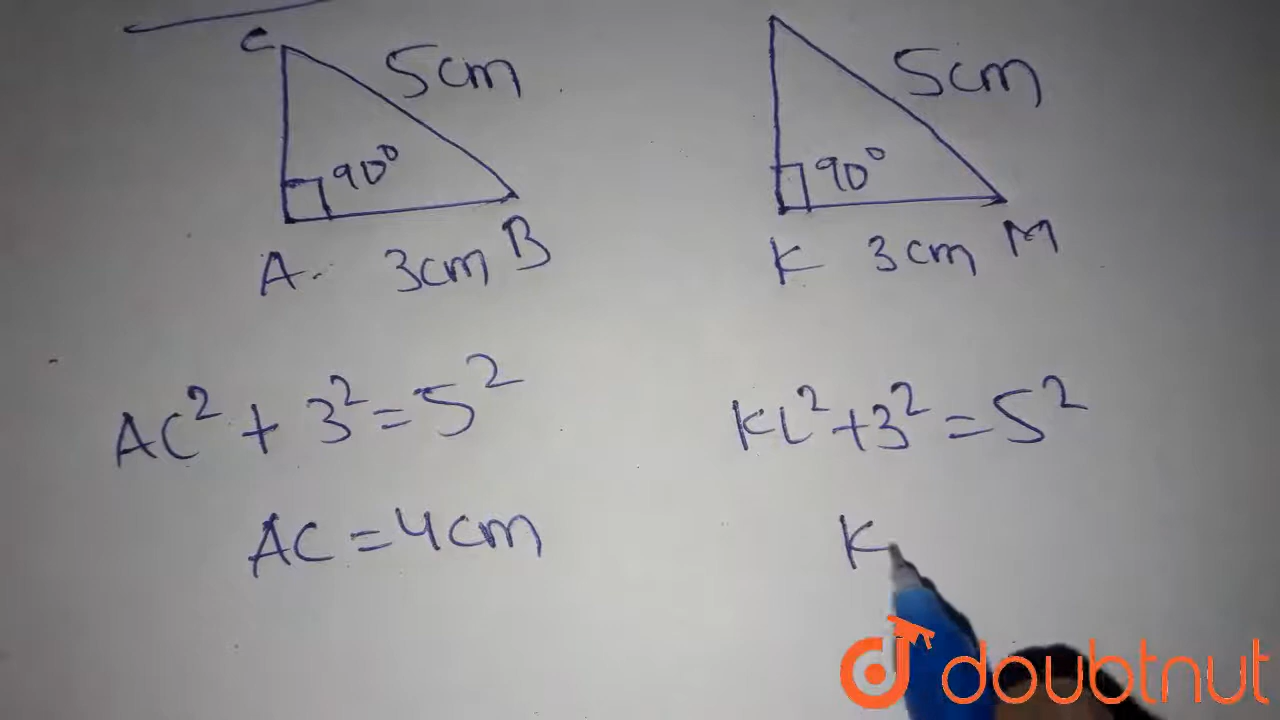 C 5cm 5cm
90° 90°
A. 3cm B K 3cm M
AC² + 3² = 5² KL² + 3² = 5²
AC = 4cm K
doubtnut